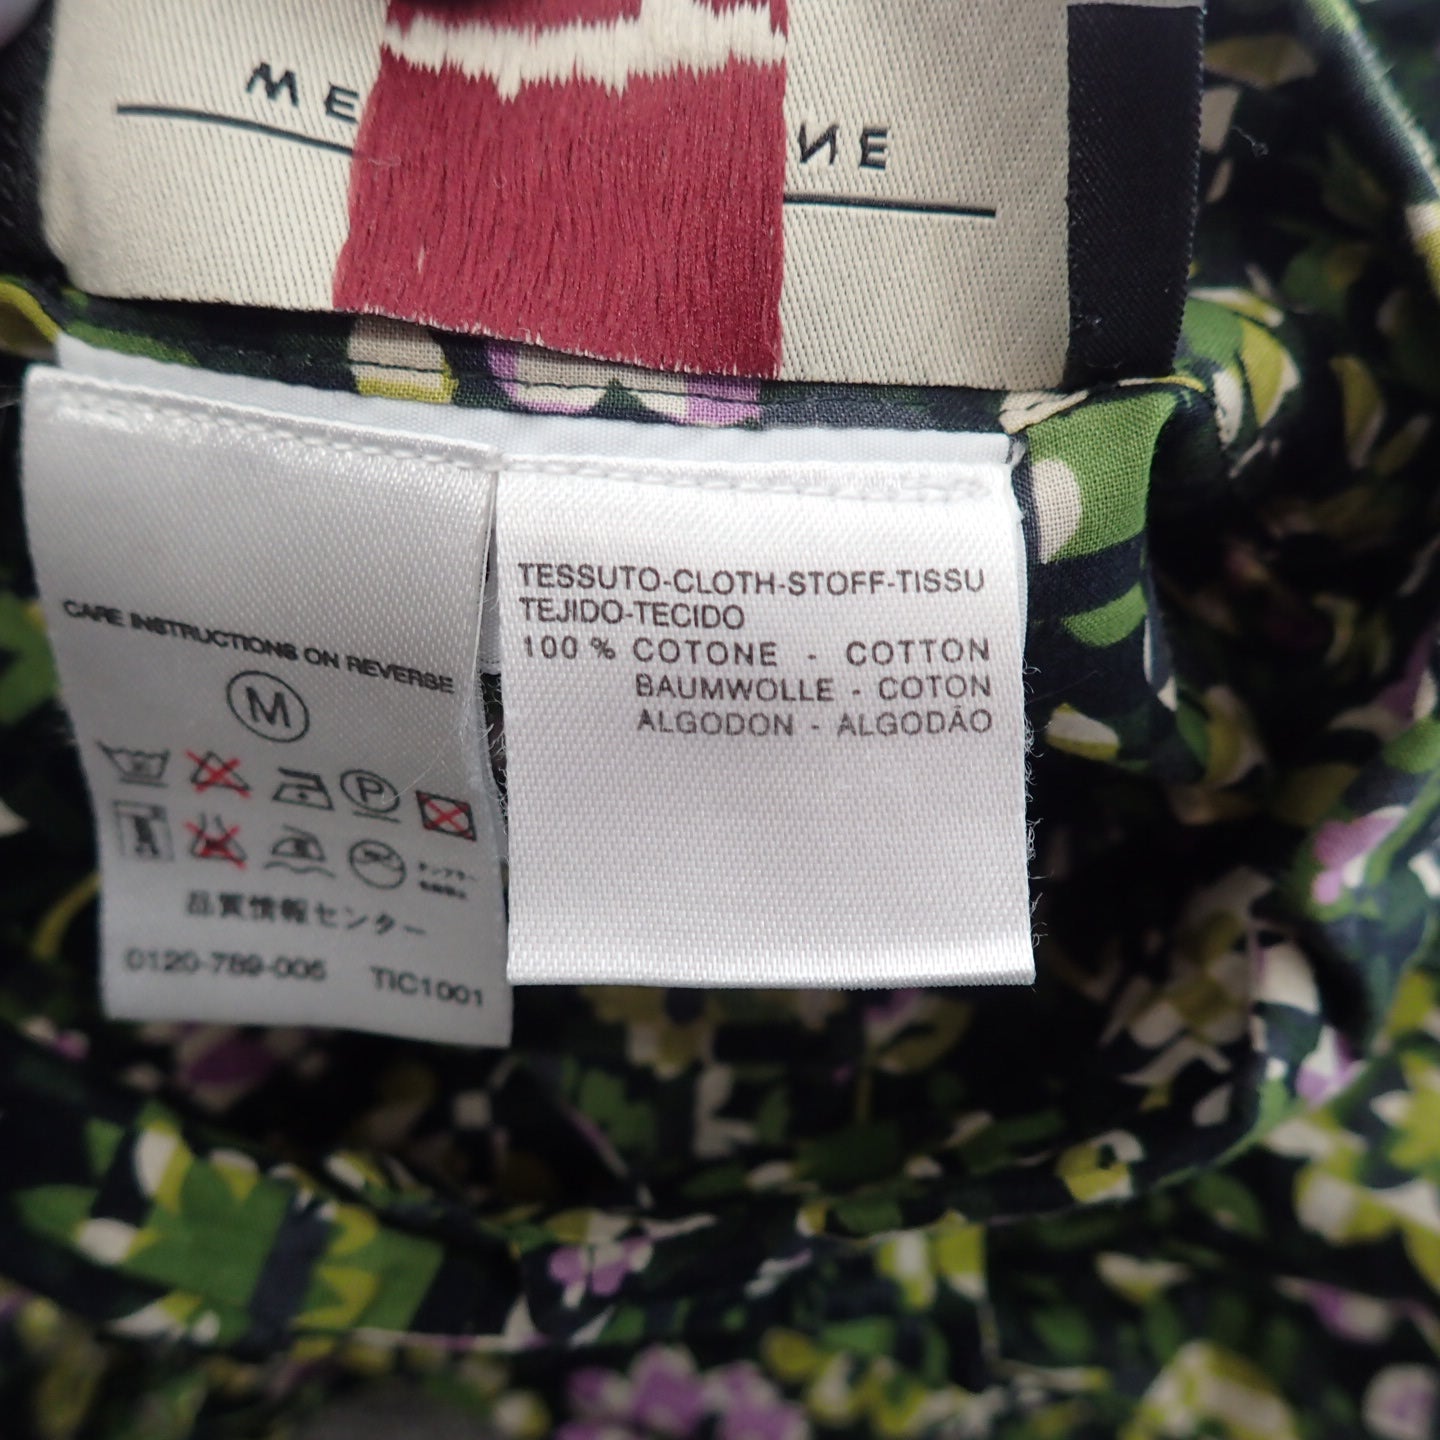 ME
NE
TESSUTO-CLOTH-STOFF-TISSU
TEJIDO-TECIDO
100 % COTONE - COTTON
BAUMWOLLE - COTON
ALGODON - ALGODÃO
CARE INSTRUCTIONS ON REVERSE
M
P
品質情報センター
0120-789-006 TIC1001